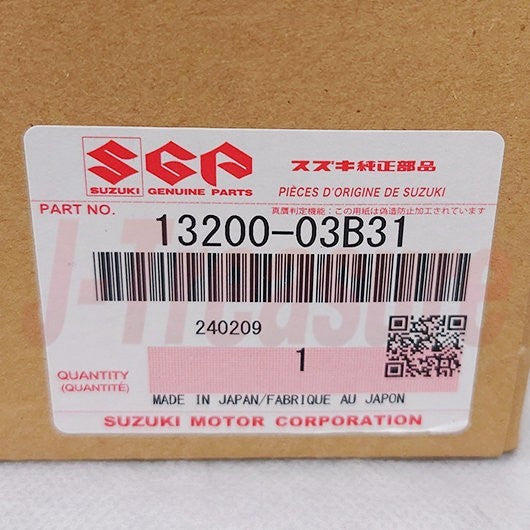 SGP
SUZUKI GENUINE PARTS
スズキ純正部品
PIÈCES D'ORIGINE DE SUZUKI
真贋判定機能：この用紙は偽造防止加工されています
PART NO.
13200-03B31
240209
QUANTITY
(QUANTITÉ)
1
MADE IN JAPAN/FABRIQUE AU JAPON
SUZUKI MOTOR CORPORATION
J-Treasure